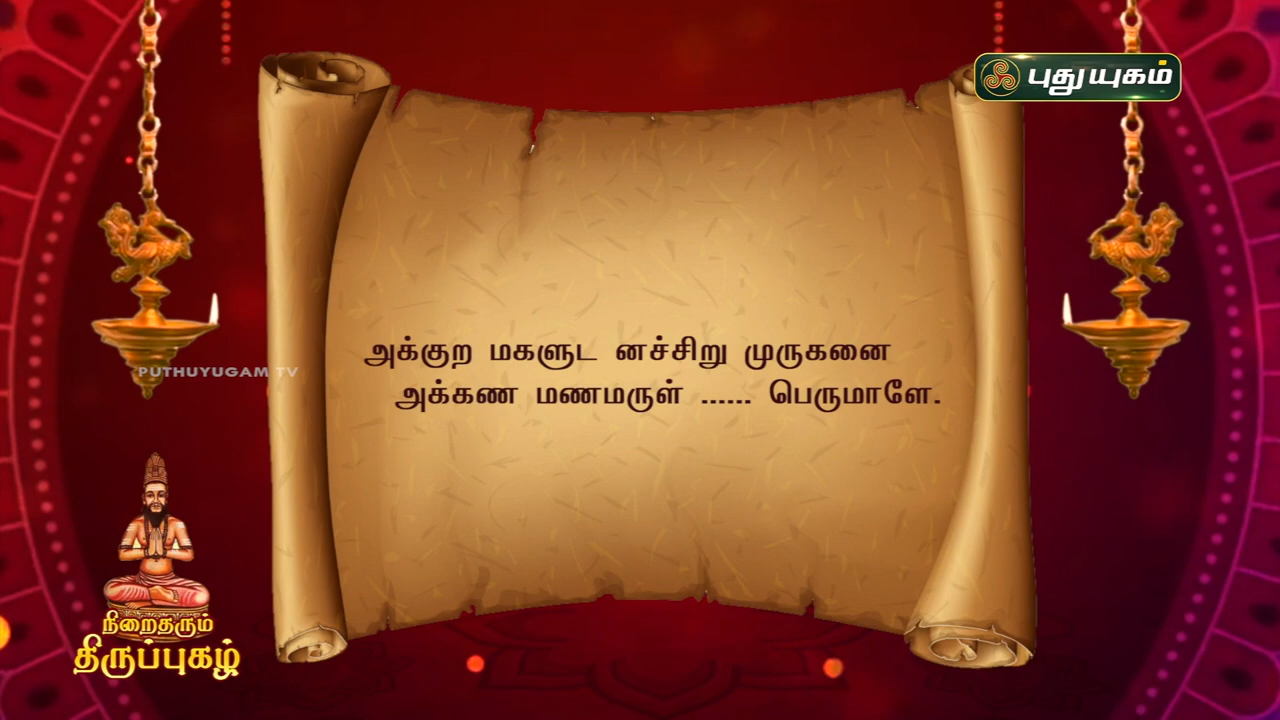 புதுயுகம்
அக்குற மகளுட னச்சிறு முருகனை
அக்கண மணமருள் ...... பெருமாளே.
PUTHUYUGAM TV
நிறைதரும்
திருப்புகழ்